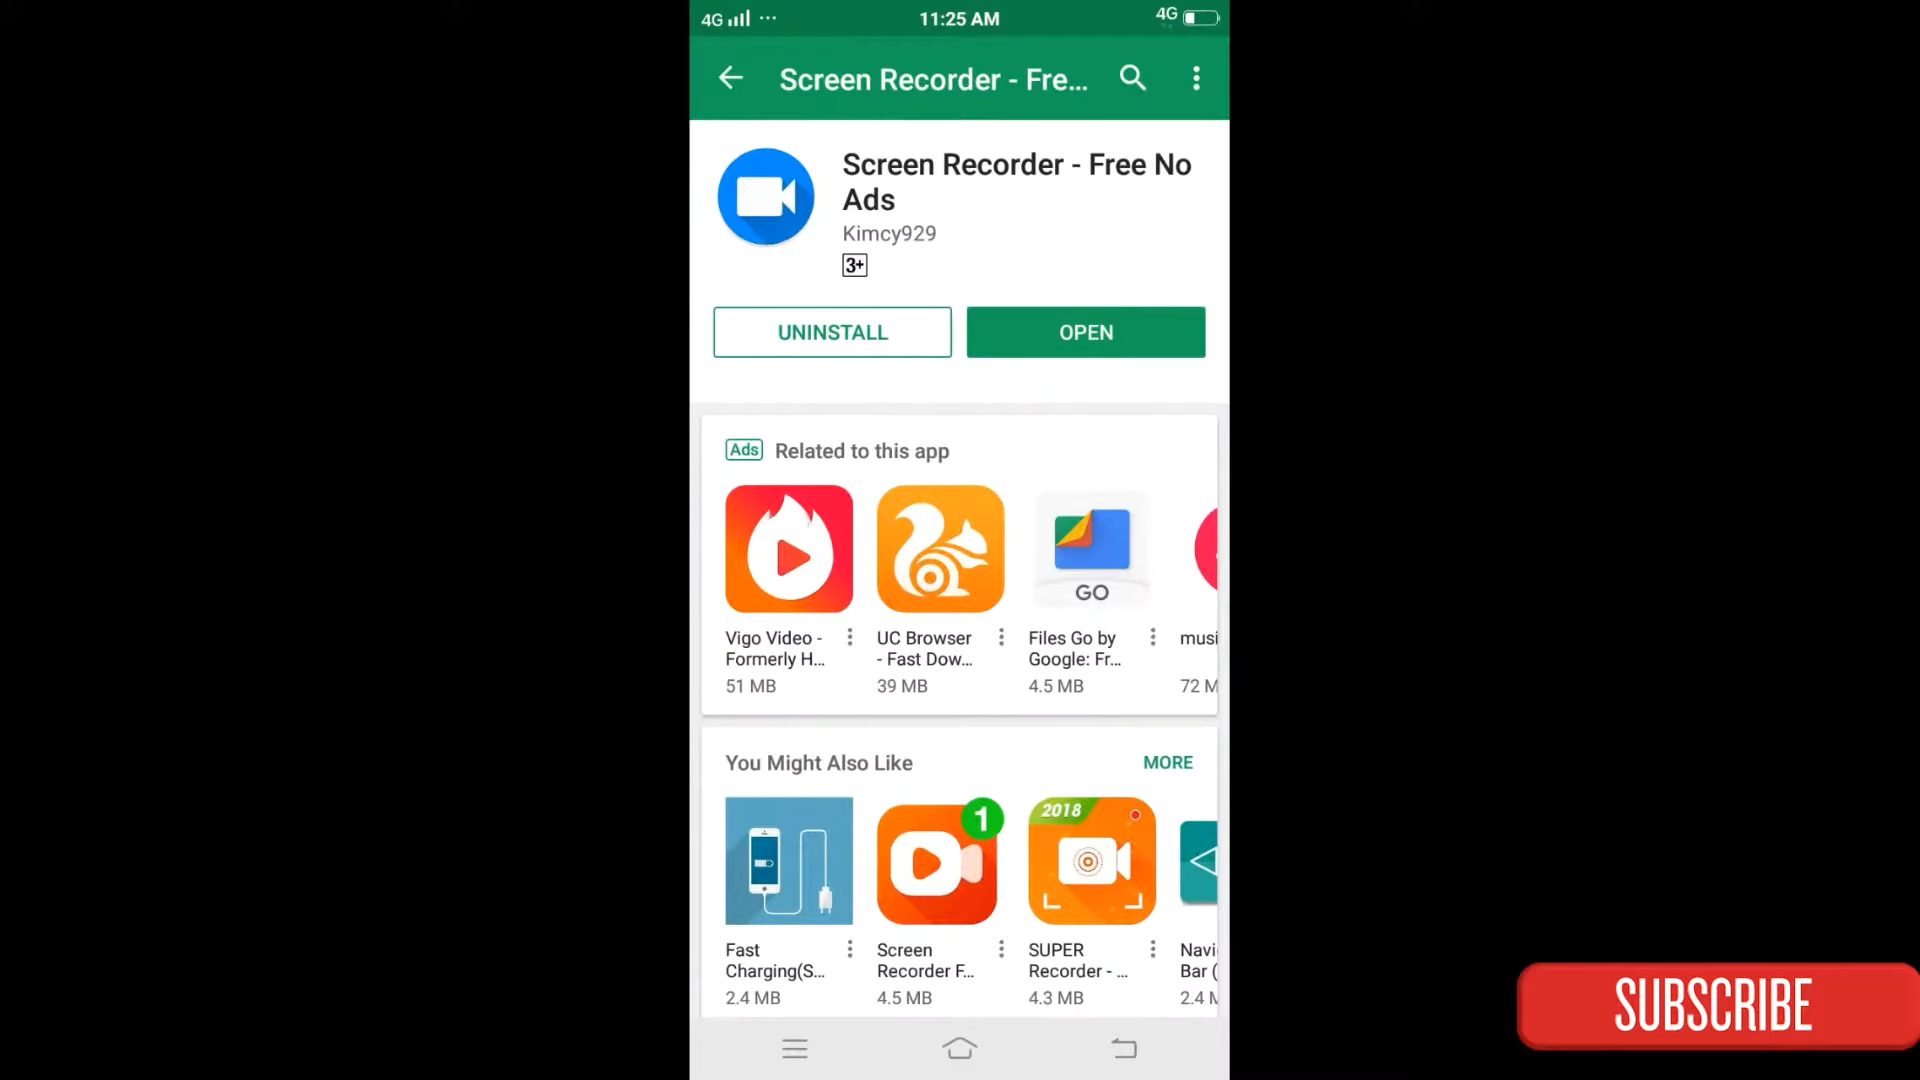 4G ... 11:25 AM 4G
Screen Recorder - Fre...
Screen Recorder - Free No
Ads
Kimcy929
3+
UNINSTALL OPEN
Ads Related to this app
GO
Vigo Video -
Formerly H...
51 MB
UC Browser
- Fast Dow...
39 MB
Files Go by
Google: Fr...
4.5 MB
musi
72 M
You Might Also Like MORE
1
2018
Fast
Charging(S...
2.4 MB
Screen
Recorder F...
4.5 MB
SUPER
Recorder - ...
4.3 MB
Navi
Bar (
2.4 M
SUBSCRIBE